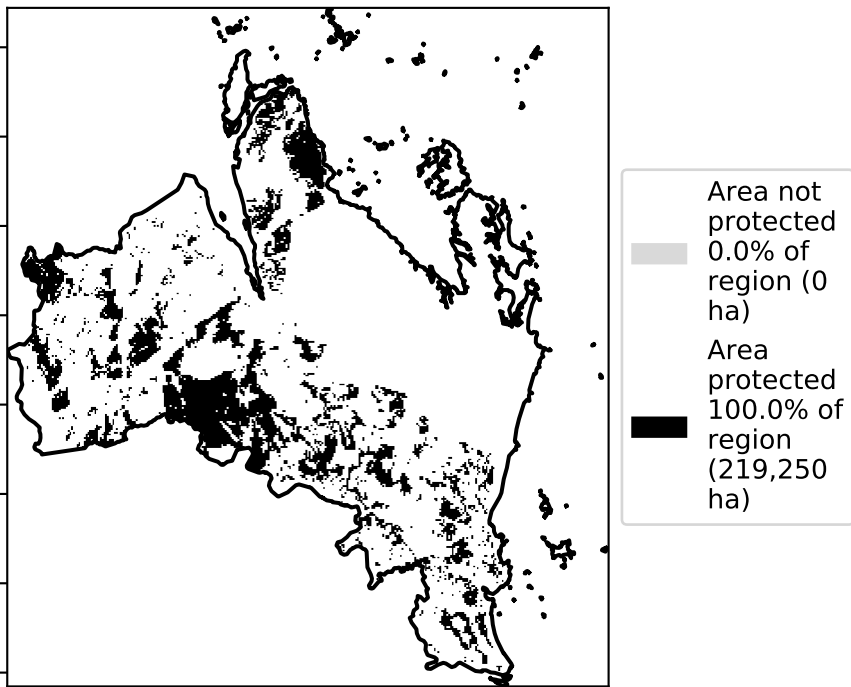 Area not
protected
0.0% of
region (0
ha)
Area
protected
100.0% of
region
(219,250
ha)